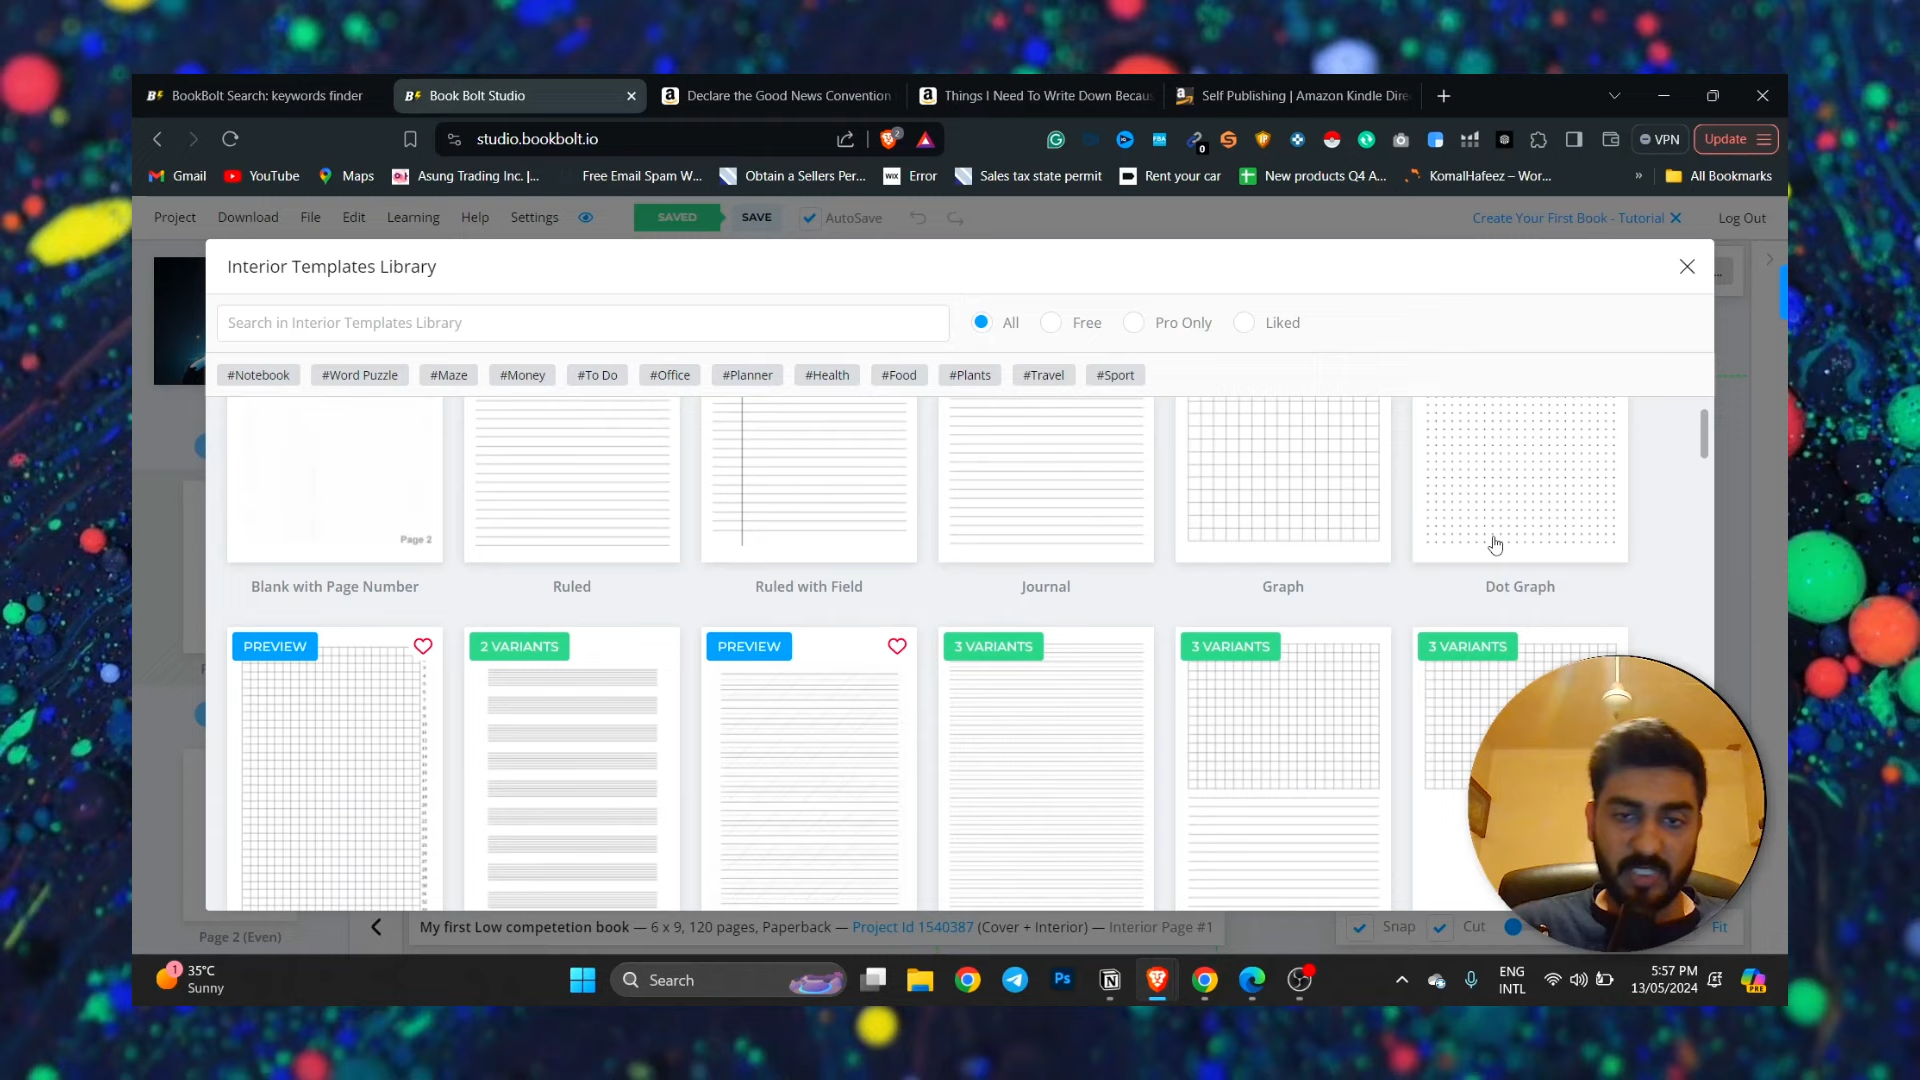 BookBolt Search: keywords finder
Book Bolt Studio
Declare the Good News Convention
Things I Need To Write Down Becaus
Self Publishing | Amazon Kindle Dire
studio.bookbolt.io
2
0
VPN
Update
Gmail
YouTube
Maps
Asung Trading Inc. |...
Free Email Spam W...
Obtain a Sellers Per...
WIX
Error
Sales tax state permit
Rent your car
New products Q4 A...
KomalHafeez – Wor...
»
All Bookmarks
Project
Download
File
Edit
Learning
Help
Settings
SAVED
SAVE
AutoSave
Create Your First Book - Tutorial
Log Out
Interior Templates Library
Search in Interior Templates Library
All
Free
Pro Only
Liked
#Notebook
#Word Puzzle
#Maze
#Money
#To Do
#Office
#Planner
#Health
#Food
#Plants
#Travel
#Sport
Page 2
Blank with Page Number
Ruled
Ruled with Field
Journal
Graph
Dot Graph
PREVIEW
2 VARIANTS
PREVIEW
3 VARIANTS
3 VARIANTS
3 VARIANTS
Page 2 (Even)
My first Low competetion book — 6 x 9, 120 pages, Paperback — Project Id 1540387 (Cover + Interior) — Interior Page #1
Snap
Cut
Fit
1
35°C
Sunny
Search
Ps
ENG
INTL
5:57 PM
13/05/2024
PRE